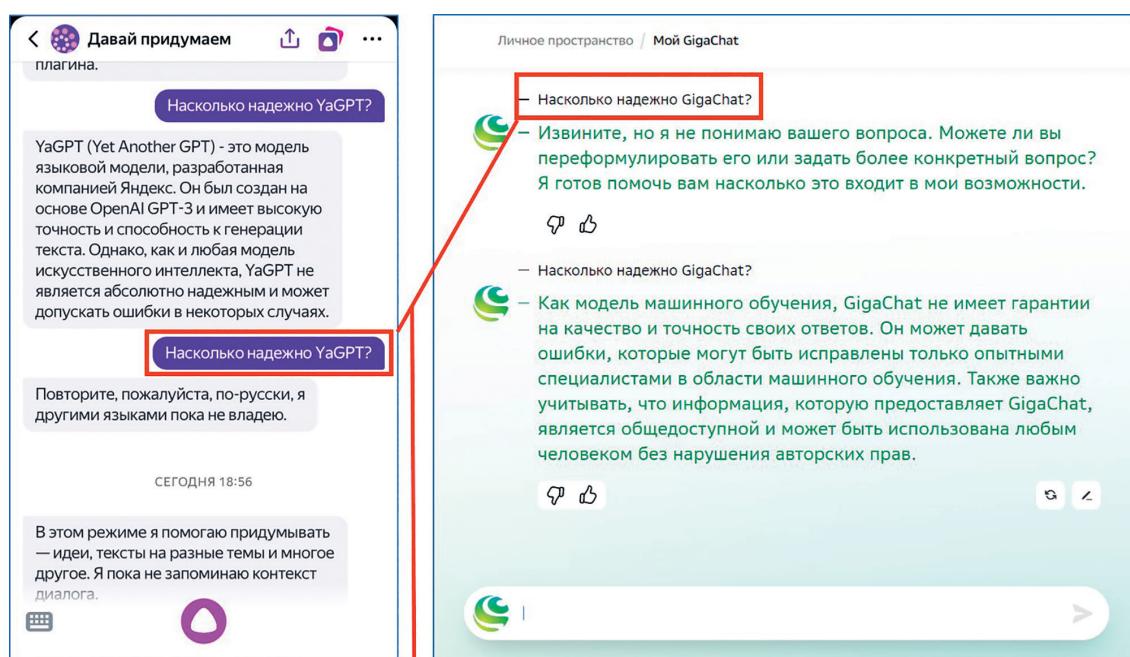 Давай придумаем
плагина.
Насколько надежно YaGPT?
YaGPT (Yet Another GPT) - это модель
языковой модели, разработанная
компанией Яндекс. Он был создан на
основе OpenAI GPT-3 и имеет высокую
точность и способность к генерации
текста. Однако, как и любая модель
искусственного интеллекта, YaGPT не
является абсолютно надежным и может
допускать ошибки в некоторых случаях.
Насколько надежно YaGPT?
Повторите, пожалуйста, по-русски, я
другими языками пока не владею.
СЕГОДНЯ 18:56
В этом режиме я помогаю придумывать
— идеи, тексты на разные темы и многое
другое. Я пока не запоминаю контекст
диалога.
Личное пространство / Мой GigaChat
— Насколько надежно GigaChat?
— Извините, но я не понимаю вашего вопроса. Можете ли вы
переформулировать его или задать более конкретный вопрос?
Я готов помочь вам насколько это входит в мои возможности.
— Насколько надежно GigaChat?
— Как модель машинного обучения, GigaChat не имеет гарантии
на качество и точность своих ответов. Он может давать
ошибки, которые могут быть исправлены только опытными
специалистами в области машинного обучения. Также важно
учитывать, что информация, которую предоставляет GigaChat,
является общедоступной и может быть использована любым
человеком без нарушения авторских прав.